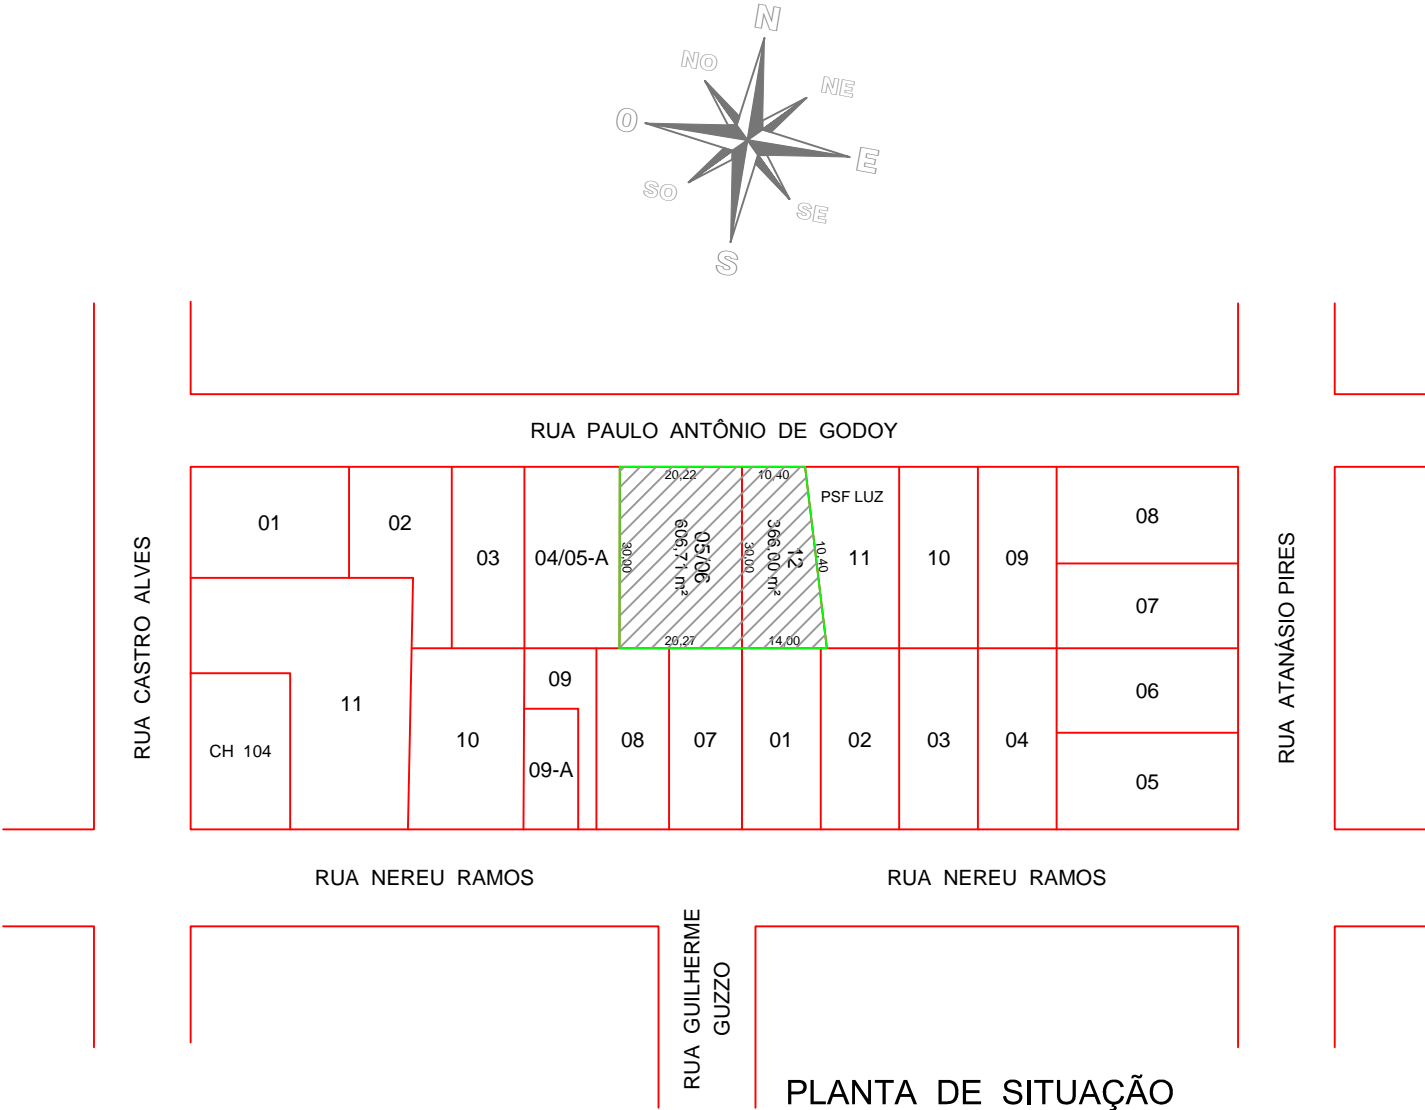 N
NO
NE
O
E
SO
SE
S
RUA PAULO ANTÔNIO DE GODOY
20,22
10,40
PSF LUZ
01
02
03
04/05-A
30,00
05/06
606,71 m²
30,00
12
366,00 m²
10,40
11
10
09
08
07
20,27
14,00
RUA CASTRO ALVES
RUA ATANÁSIO PIRES
11
CH 104
10
09
09-A
08
07
01
02
03
04
06
05
RUA NEREU RAMOS
RUA NEREU RAMOS
RUA GUILHERME
GUZZO
PLANTA DE SITUAÇÃO